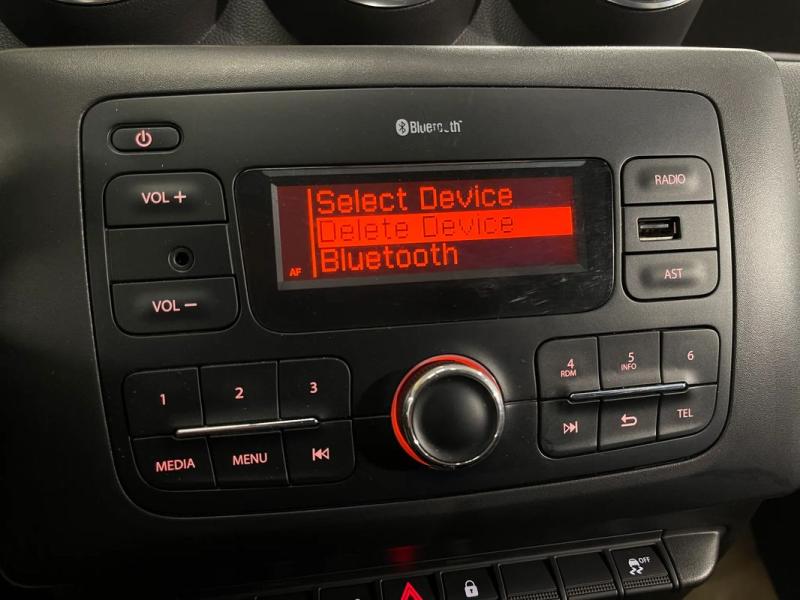 Bluetooth
VOL +
RADIO
Select Device
Delete Device
Bluetooth
AF
VOL −
AST
1
2
3
4
RDM
5
INFO
6
MEDIA
MENU
TEL
OFF